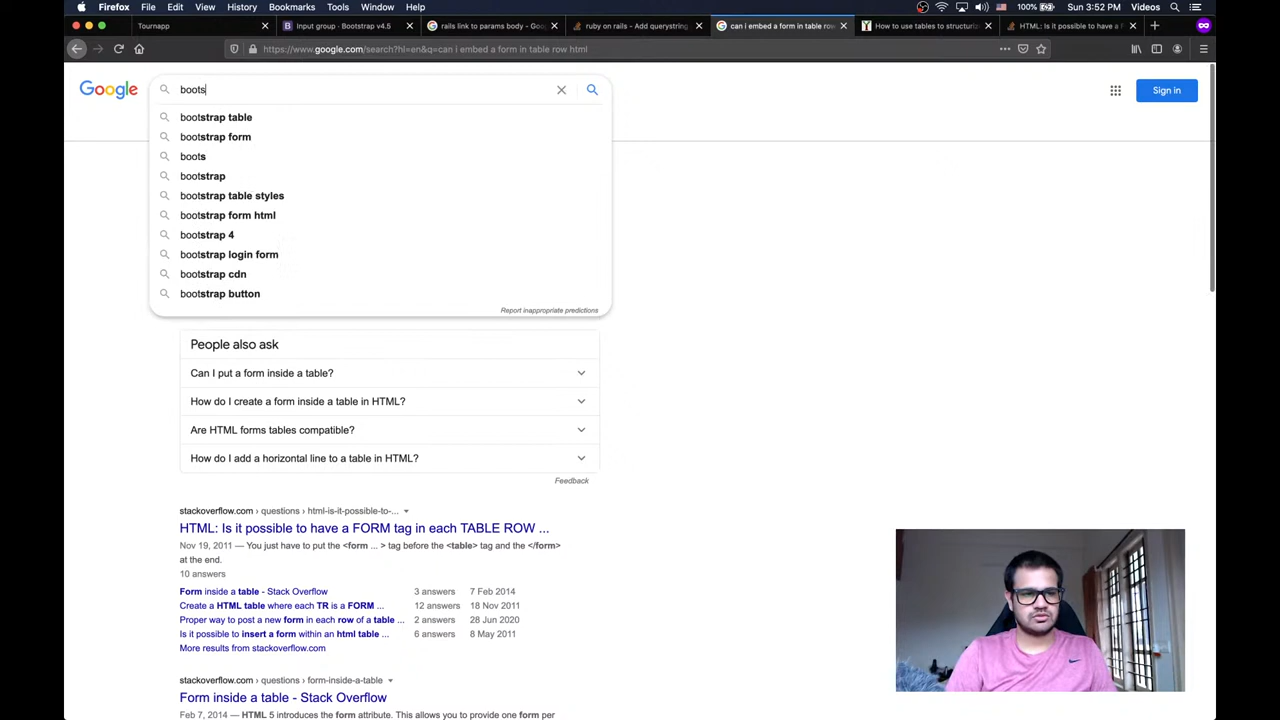 Firefox File Edit View History Bookmarks Tools Window Help
100% Sun 3:52 PM
Tournapp
Input group · Bootstrap v4.5
rails link to params body - Goo
ruby on rails - Add querystring
can i embed a form in table row
How to use tables to structuriz
HTML: Is it possible to have a F
https://www.google.com/search?hl=en&q=can i embed a form in table row html
Google
boots
Sign in
bootstrap table
bootstrap form
boots
bootstrap
bootstrap table styles
bootstrap form html
bootstrap 4
bootstrap login form
bootstrap cdn
bootstrap button
Report inappropriate predictions
People also ask
Can I put a form inside a table?
How do I create a form inside a table in HTML?
Are HTML forms tables compatible?
How do I add a horizontal line to a table in HTML?
Feedback
stackoverflow.com › questions › html-is-it-possible-to-...
HTML: Is it possible to have a FORM tag in each TABLE ROW ...
Nov 19, 2011 — You just have to put the <form ... > tag before the <table> tag and the </form>
at the end.
10 answers
Form inside a table - Stack Overflow 3 answers 7 Feb 2014
Create a HTML table where each TR is a FORM ... 12 answers 18 Nov 2011
Proper way to post a new form in each row of a table ... 2 answers 28 Jun 2020
Is it possible to insert a form within an html table ... 6 answers 8 May 2011
More results from stackoverflow.com
stackoverflow.com › questions › form-inside-a-table
Form inside a table - Stack Overflow
Feb 7, 2014 — HTML 5 introduces the form attribute. This allows you to provide one form per